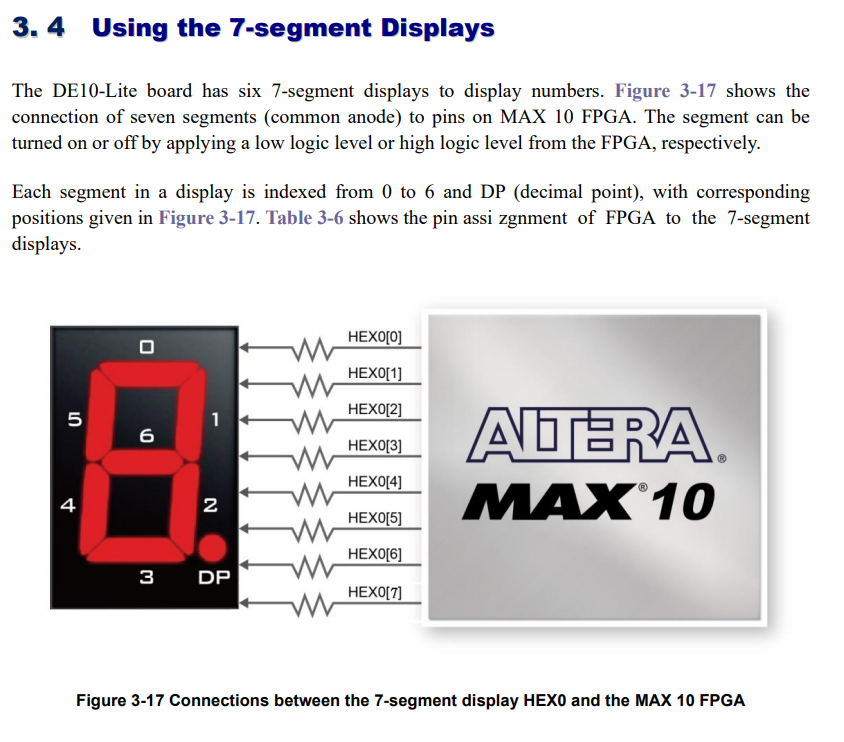 3. 4 Using the 7-segment Displays
The DE10-Lite board has six 7-segment displays to display numbers. Figure 3-17 shows the
connection of seven segments (common anode) to pins on MAX 10 FPGA. The segment can be
turned on or off by applying a low logic level or high logic level from the FPGA, respectively.
Each segment in a display is indexed from 0 to 6 and DP (decimal point), with corresponding
positions given in Figure 3-17. Table 3-6 shows the pin assi zgnment of FPGA to the 7-segment
displays.
0
5
1
6
4
2
3
DP
HEX0[0]
HEX0[1]
HEX0[2]
HEX0[3]
HEX0[4]
HEX0[5]
HEX0[6]
HEX0[7]
ALTERA®
MAX®10
Figure 3-17 Connections between the 7-segment display HEX0 and the MAX 10 FPGA